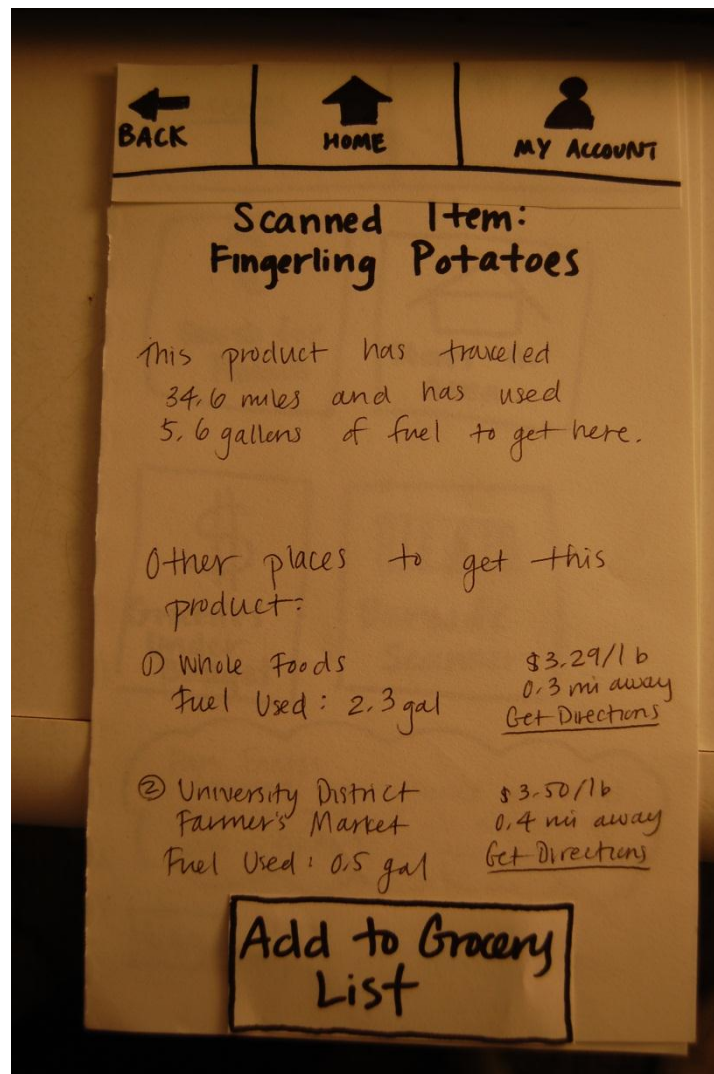 BACK
HOME
MY ACCOUNT
Scanned Item:
Fingerling Potatoes
This product has traveled
34.6 miles and has used
5.6 gallons of fuel to get here.
Other places to get this
product:
① Whole Foods $3.29/lb
Fuel Used: 2.3 gal 0.3 mi away
Get Directions
② University District $3.50/lb
Farmer's Market 0.4 mi away
Fuel Used: 0.5 gal Get Directions
Add to Grocery
List